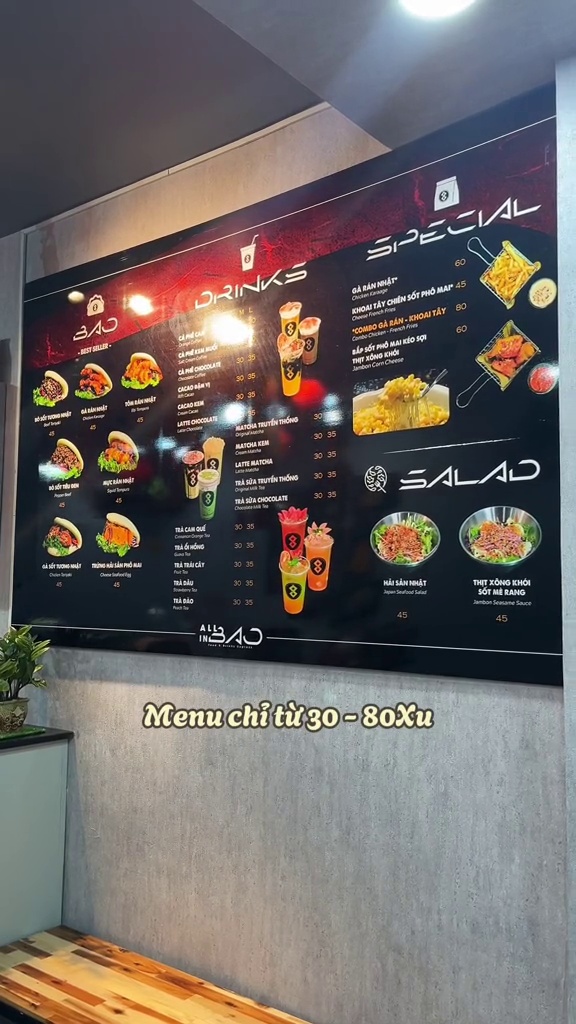 BAO
- BEST SELLER -
BÒ SỐT TƯƠNG NHẬT
Beef Teriyaki
45
GÀ RÁN NHẬT
Chicken Karaage
45
TÔM RÁN NHẬT
Ebi Tempura
45
BÒ SỐT TIÊU ĐEN
Pepper Beef
45
MỰC RÁN NHẬT
Squid Tempura
45
GÀ SỐT TƯƠNG NHẬT
Chicken Teriyaki
45
TRỨNG HẢI SẢN PHÔ MAI
Cheese Seafood Egg
45
DRINKS
M L
CÀ PHÊ KEM MUỐI
Salt Cream Coffee
CÀ PHÊ CHOCOLATE
Chocolate Coffee
30 35
CACAO ĐẬM VỊ
30 35
CACAO KEM
Cream Cacao
LATTE CHOCOLATE
Latte Chocolate
MATCHA TRUYỀN THỐNG 30 35
Original Matcha
MATCHA KEM 30 35
Cream Matcha
LATTE MATCHA 30 35
Latte Matcha
TRÀ SỮA TRUYỀN THỐNG 30 35
Original Milk Tea
TRÀ SỮA CHOCOLATE 30 35
Chocolate Milk Tea
TRÀ CAM QUẾ 30 35
Cinnamon Orange Tea
TRÀ ỔI HỒNG 30 35
Guava Tea
TRÀ TRÁI CÂY 30 35
Fruit Tea
TRÀ DÂU 30 35
Strawberry Tea
TRÀ ĐÀO 30 35
Peach Tea
SPECIAL
GÀ RÁN NHẬT* 60
Chicken Karaage
KHOAI TÂY CHIÊN SỐT PHÔ MAI* 45
Cheese French Fries
*COMBO GÀ RÁN - KHOAI TÂY 80
Combo Chicken - French Fries
BẮP SỐT PHÔ MAI KÉO SỢI 60
THỊT XÔNG KHÓI
Jambon Corn Cheese
SALAD
HẢI SẢN NHẬT
Japan Seafood Salad
45
THỊT XÔNG KHÓI
SỐT MÈ RANG
Jambon Seesame Sauce
45
ALL
IN BAO
Food & Drinks Express
Menu chỉ từ 30 - 80Xu